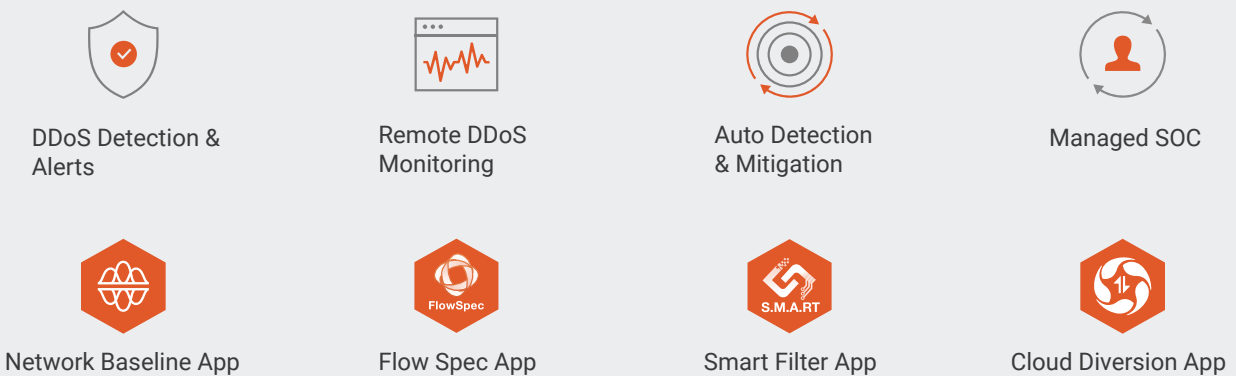 DDoS Detection &
Alerts
Remote DDoS
Monitoring
Auto Detection
& Mitigation
Managed SOC
FlowSpec
S.M.A.RT
Network Baseline App
Flow Spec App
Smart Filter App
Cloud Diversion App